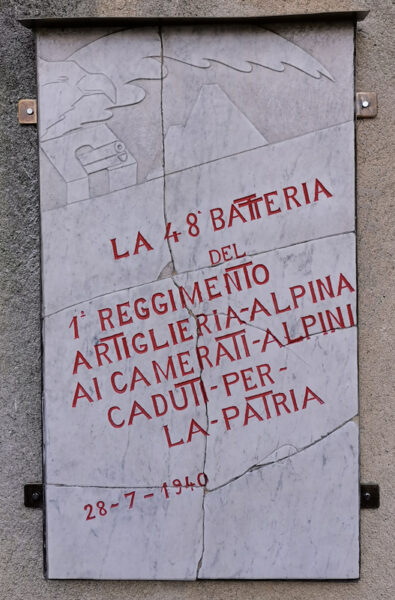 LA 48ª BATTERIA
DEL
1° REGGIMENTO
ARTIGLIERIA-ALPINA
AI CAMERATI-ALPINI
CADUTI-PER-
LA-PATRIA
28-7-1940